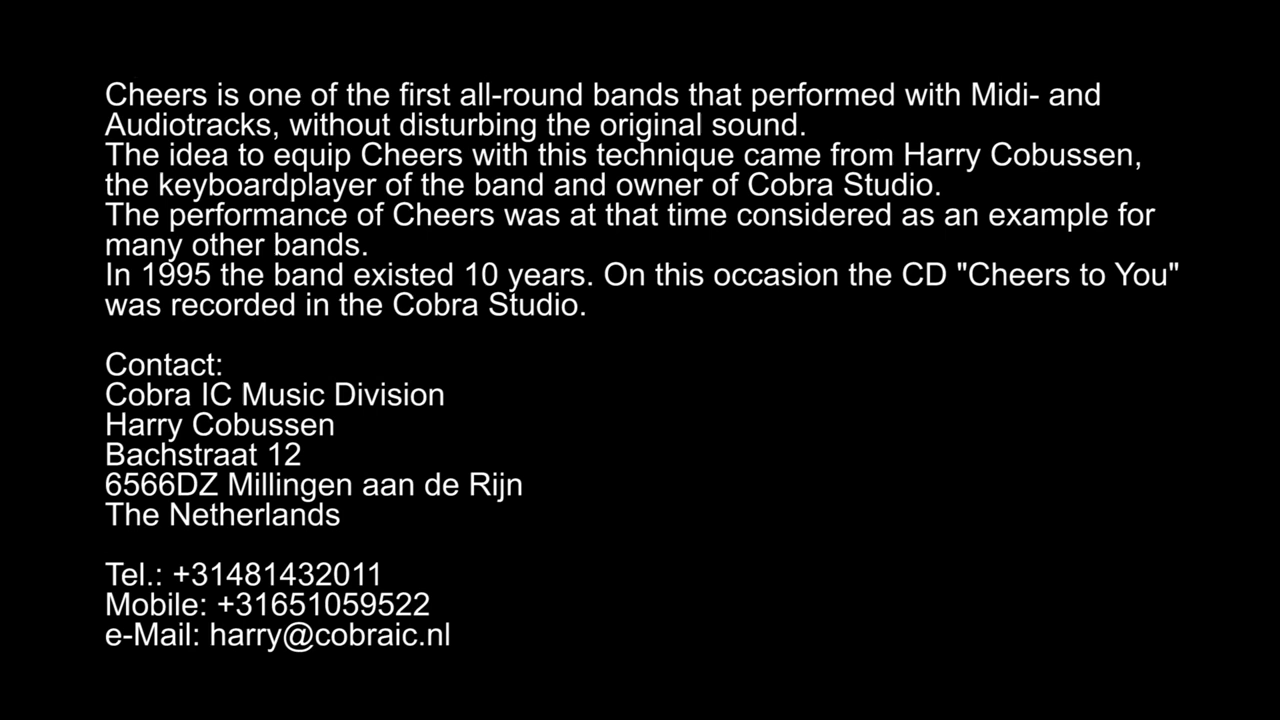 Cheers is one of the first all-round bands that performed with Midi- and
Audiotracks, without disturbing the original sound.
The idea to equip Cheers with this technique came from Harry Cobussen,
the keyboardplayer of the band and owner of Cobra Studio.
The performance of Cheers was at that time considered as an example for
many other bands.
In 1995 the band existed 10 years. On this occasion the CD "Cheers to You"
was recorded in the Cobra Studio.
Contact:
Cobra IC Music Division
Harry Cobussen
Bachstraat 12
6566DZ Millingen aan de Rijn
The Netherlands
Tel.: +31481432011
Mobile: +31651059522
e-Mail: harry@cobraic.nl